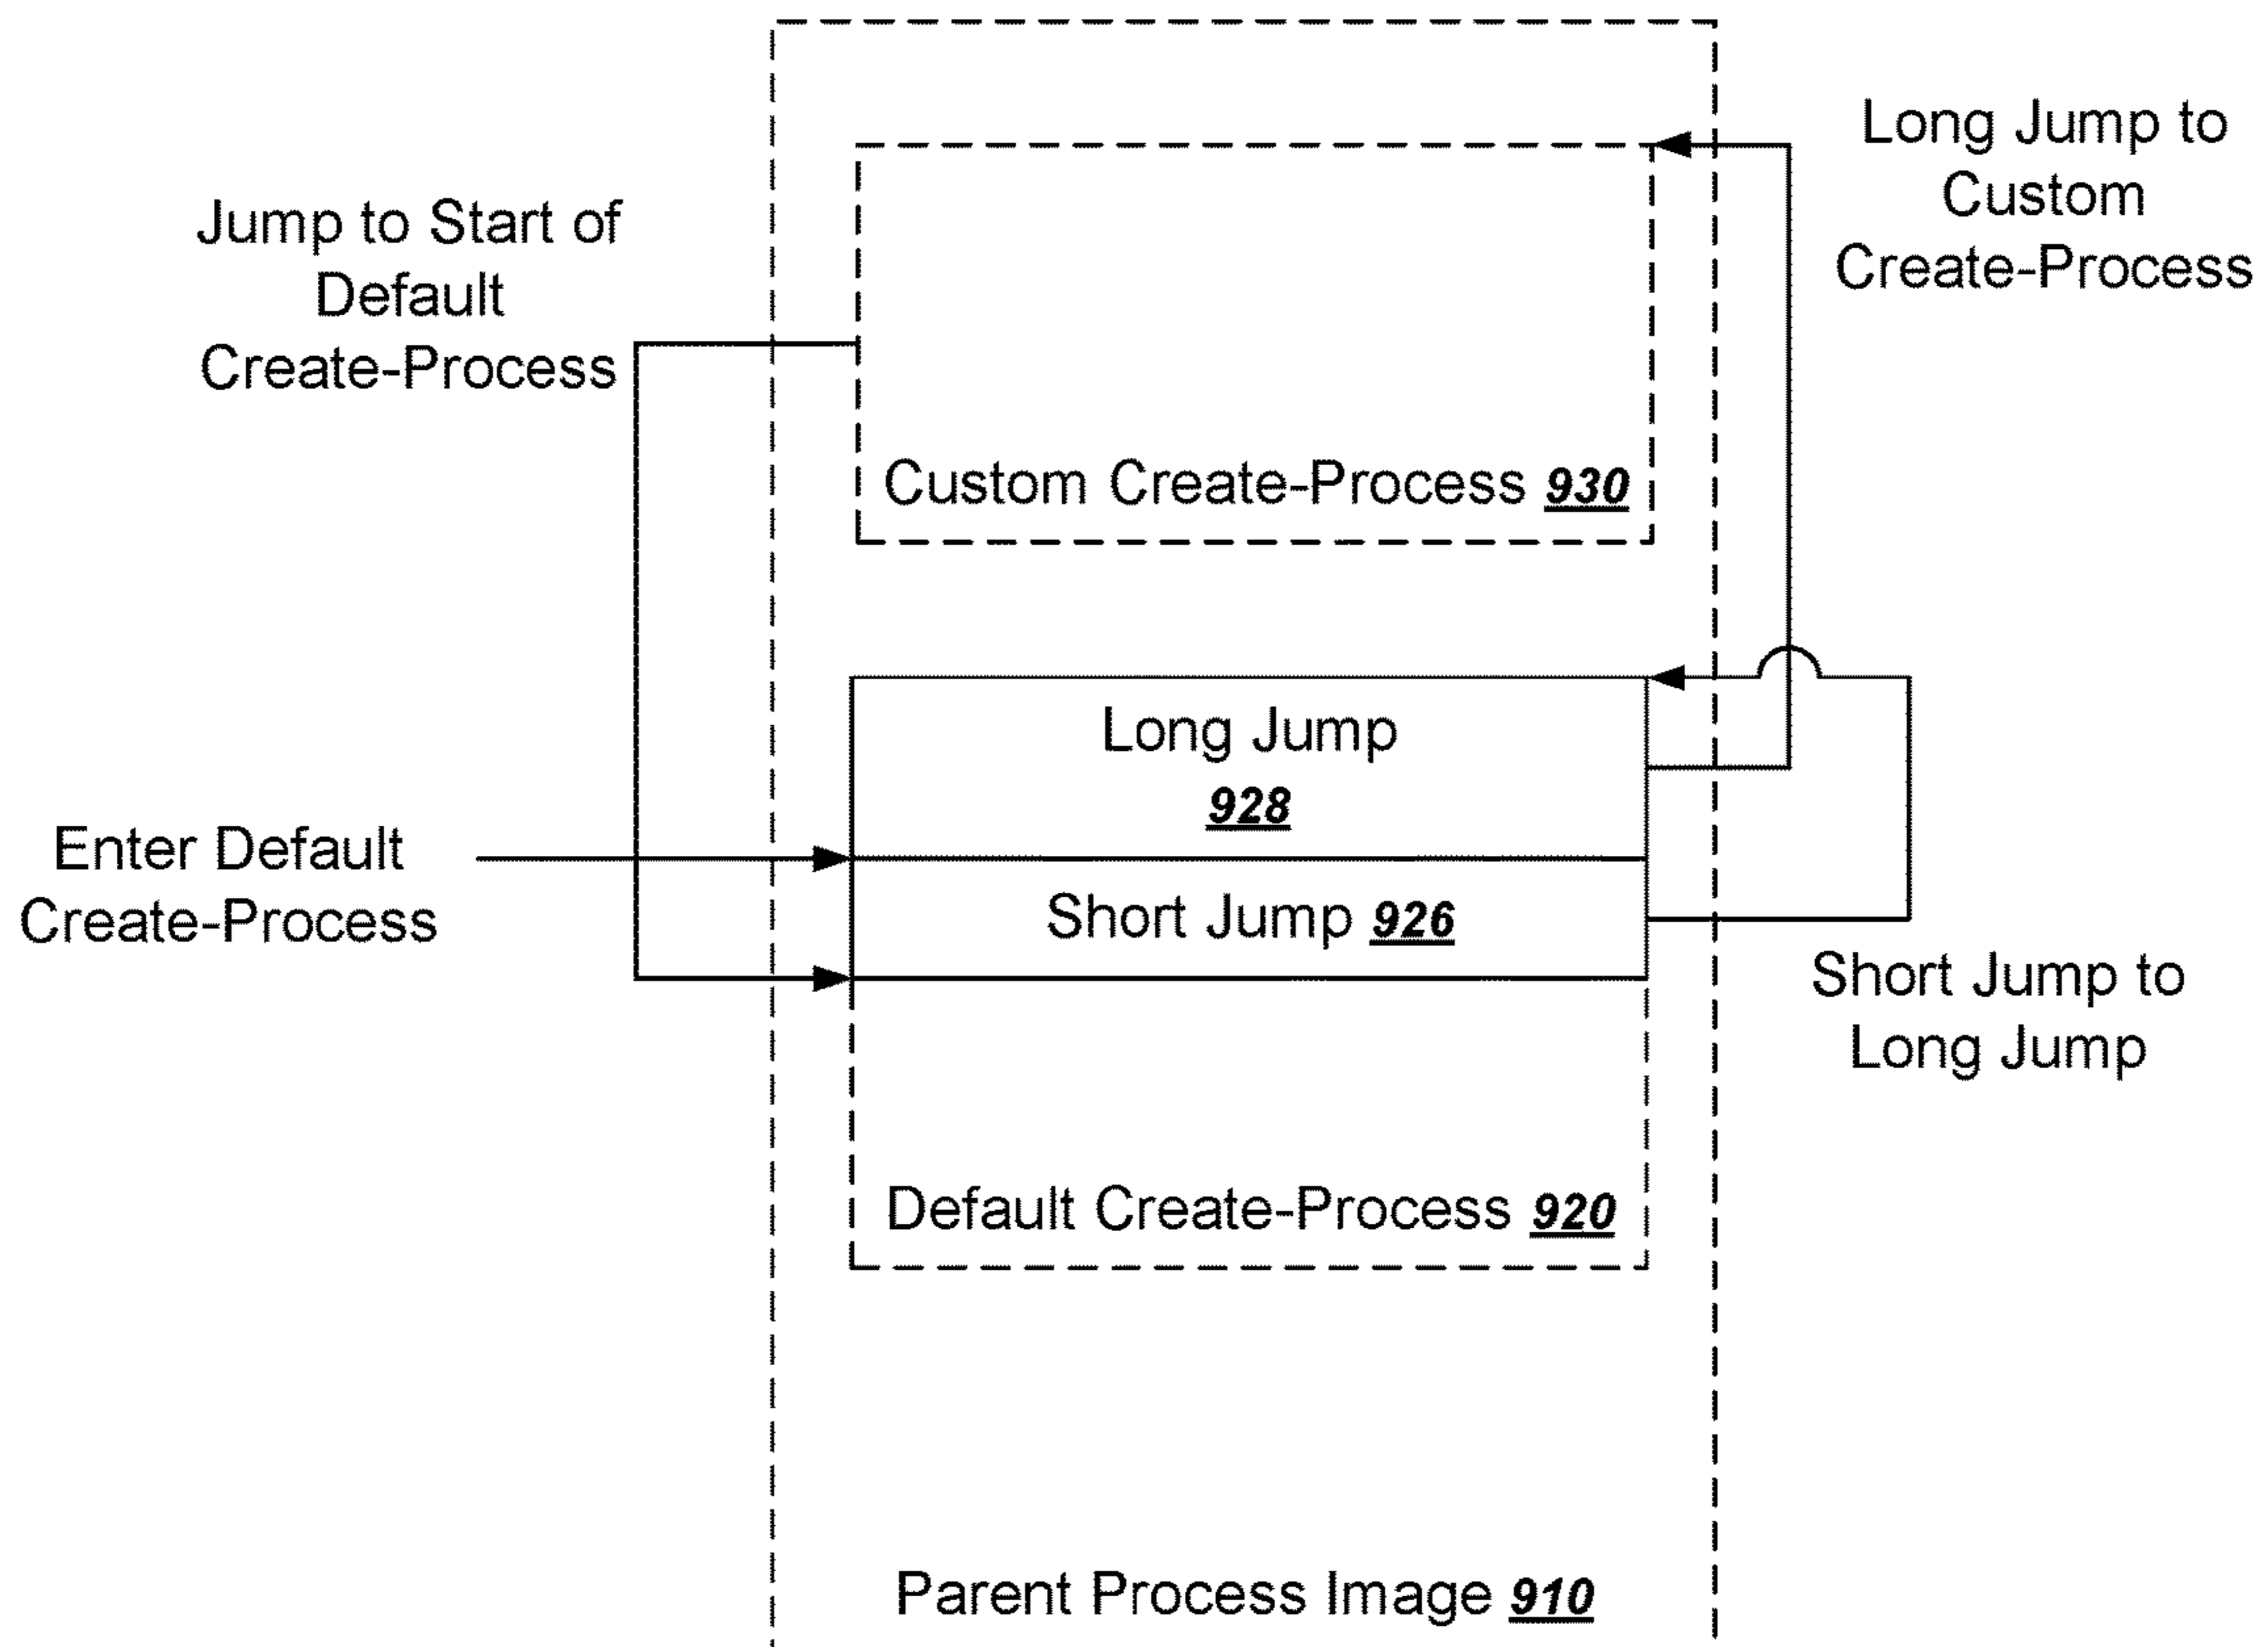 Long Jump to
Custom
Create-Process
Jump to Start of
Default
Create-Process
Custom Create-Process 930
Long Jump
928
Enter Default
Create-Process
Short Jump 926
Short Jump to
Long Jump
Default Create-Process 920
Parent Process Image 910